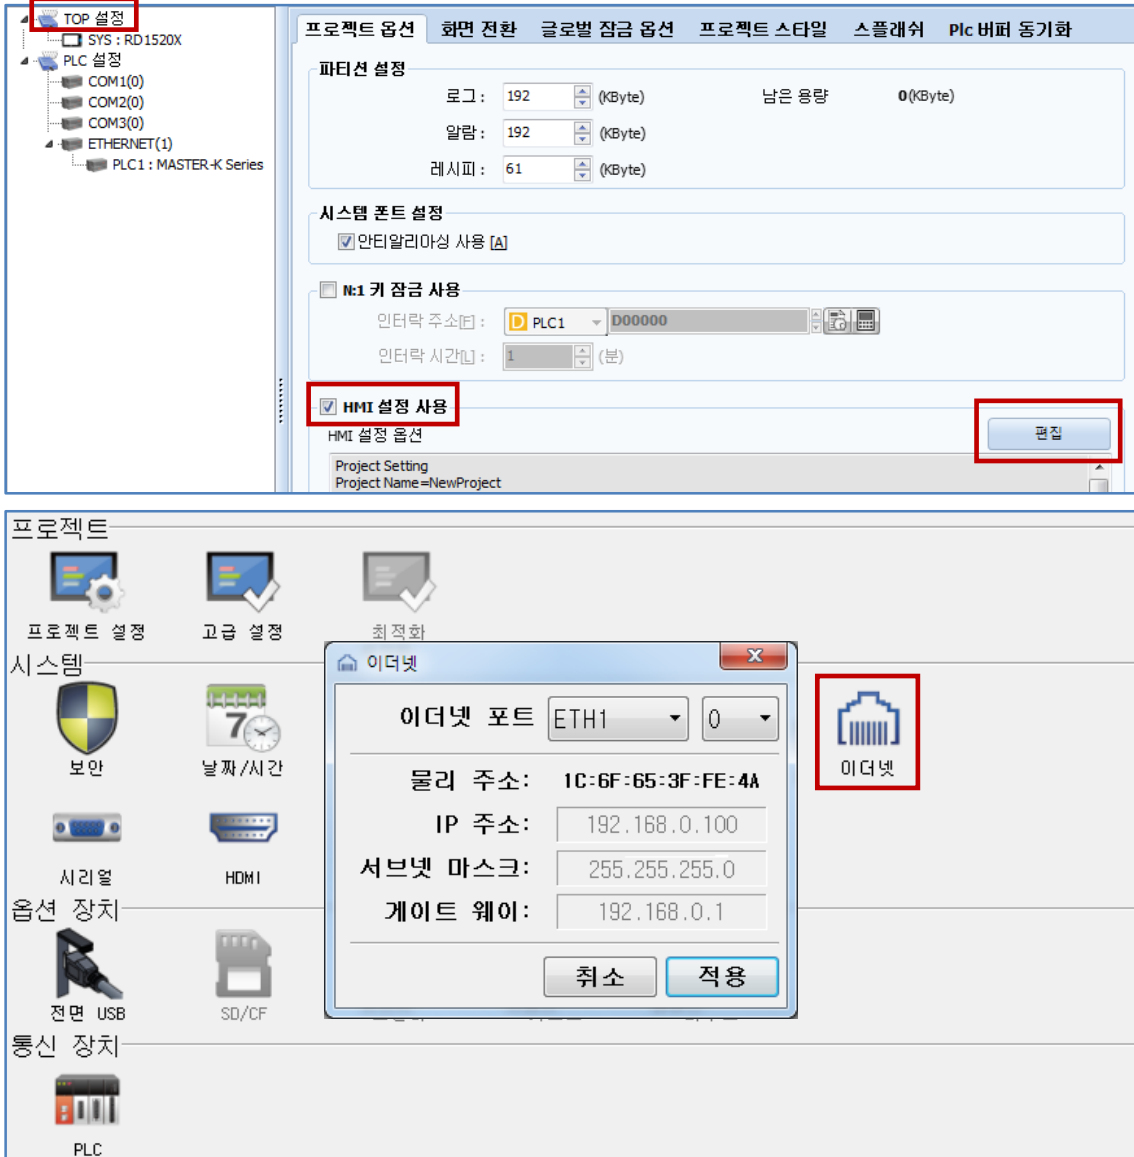 TOP 설정
SYS : RD1520X
PLC 설정
COM1(0)
COM2(0)
COM3(0)
ETHERNET(1)
PLC1 : MASTER-K Series
프로젝트 옵션 화면 전환 글로벌 잠금 옵션 프로젝트 스타일 스플래쉬 Plc 버퍼 동기화
파티션 설정
로그 : 192 (KByte) 남은 용량 0(KByte)
알람 : 192 (KByte)
레시피 : 61 (KByte)
시스템 폰트 설정
안티알리아싱 사용 [A]
N:1 키 잠금 사용
인터락 주소[F] : D PLC1 D00000
인터락 시간[L] : 1 (분)
HMI 설정 사용
HMI 설정 옵션 편집
Project Setting
Project Name=NewProject
프로젝트
프로젝트 설정 고급 설정 최적화
시스템
보안 날짜/시간 이더넷
7
시리얼 HDMI
옵션 장치
전면 USB SD/CF
통신 장치
PLC
이더넷
이더넷 포트 ETH1 0
물리 주소: 1C:6F:65:3F:FE:4A
IP 주소: 192.168.0.100
서브넷 마스크: 255.255.255.0
게이트 웨이: 192.168.0.1
취소 적용